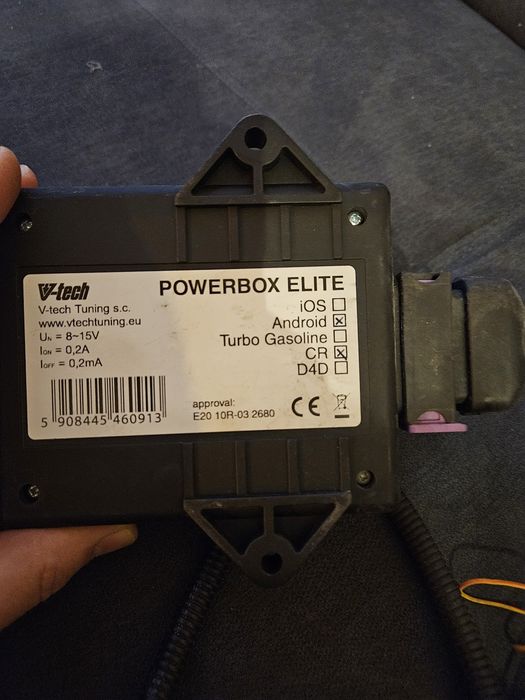 V-tech
V-tech Tuning s.c.
www.vtechtuning.eu
UN = 8~15V
ION = 0,2A
IOFF = 0,2mA
5 908445 460913
POWERBOX ELITE
iOS ☐
Android ☒
Turbo Gasoline ☐
CR ☒
D4D ☐
approval:
E20 10R-03 2680
CE